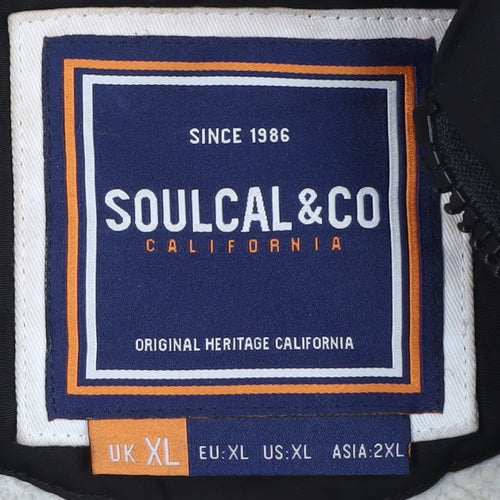 SINCE 1986
SOULCAL & CO
CALIFORNIA
ORIGINAL HERITAGE CALIFORNIA
UK XL EU:XL US:XL ASIA:2XL